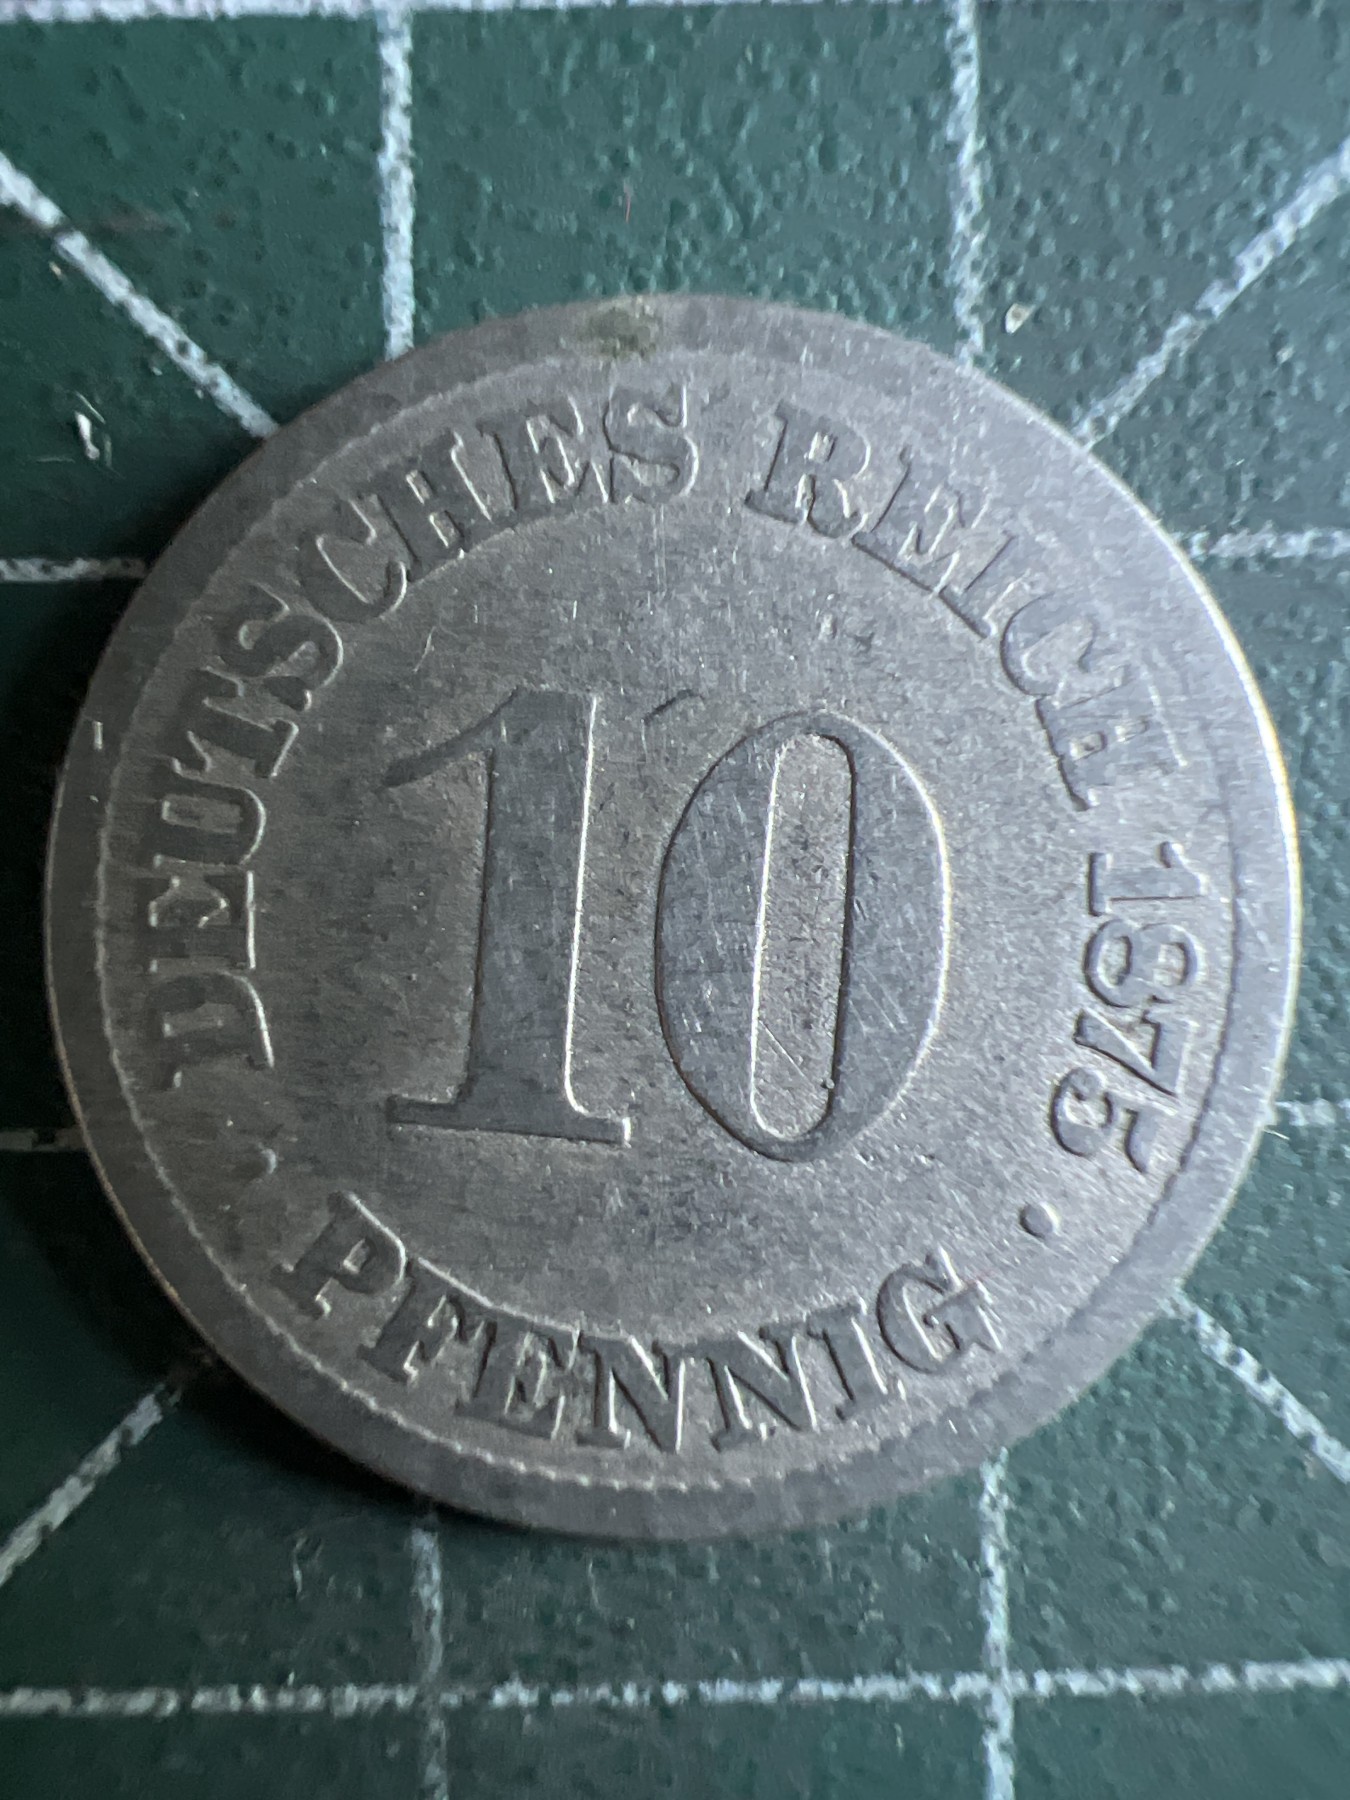 DEUTSCHES REICH 1875
10
PFENNIG